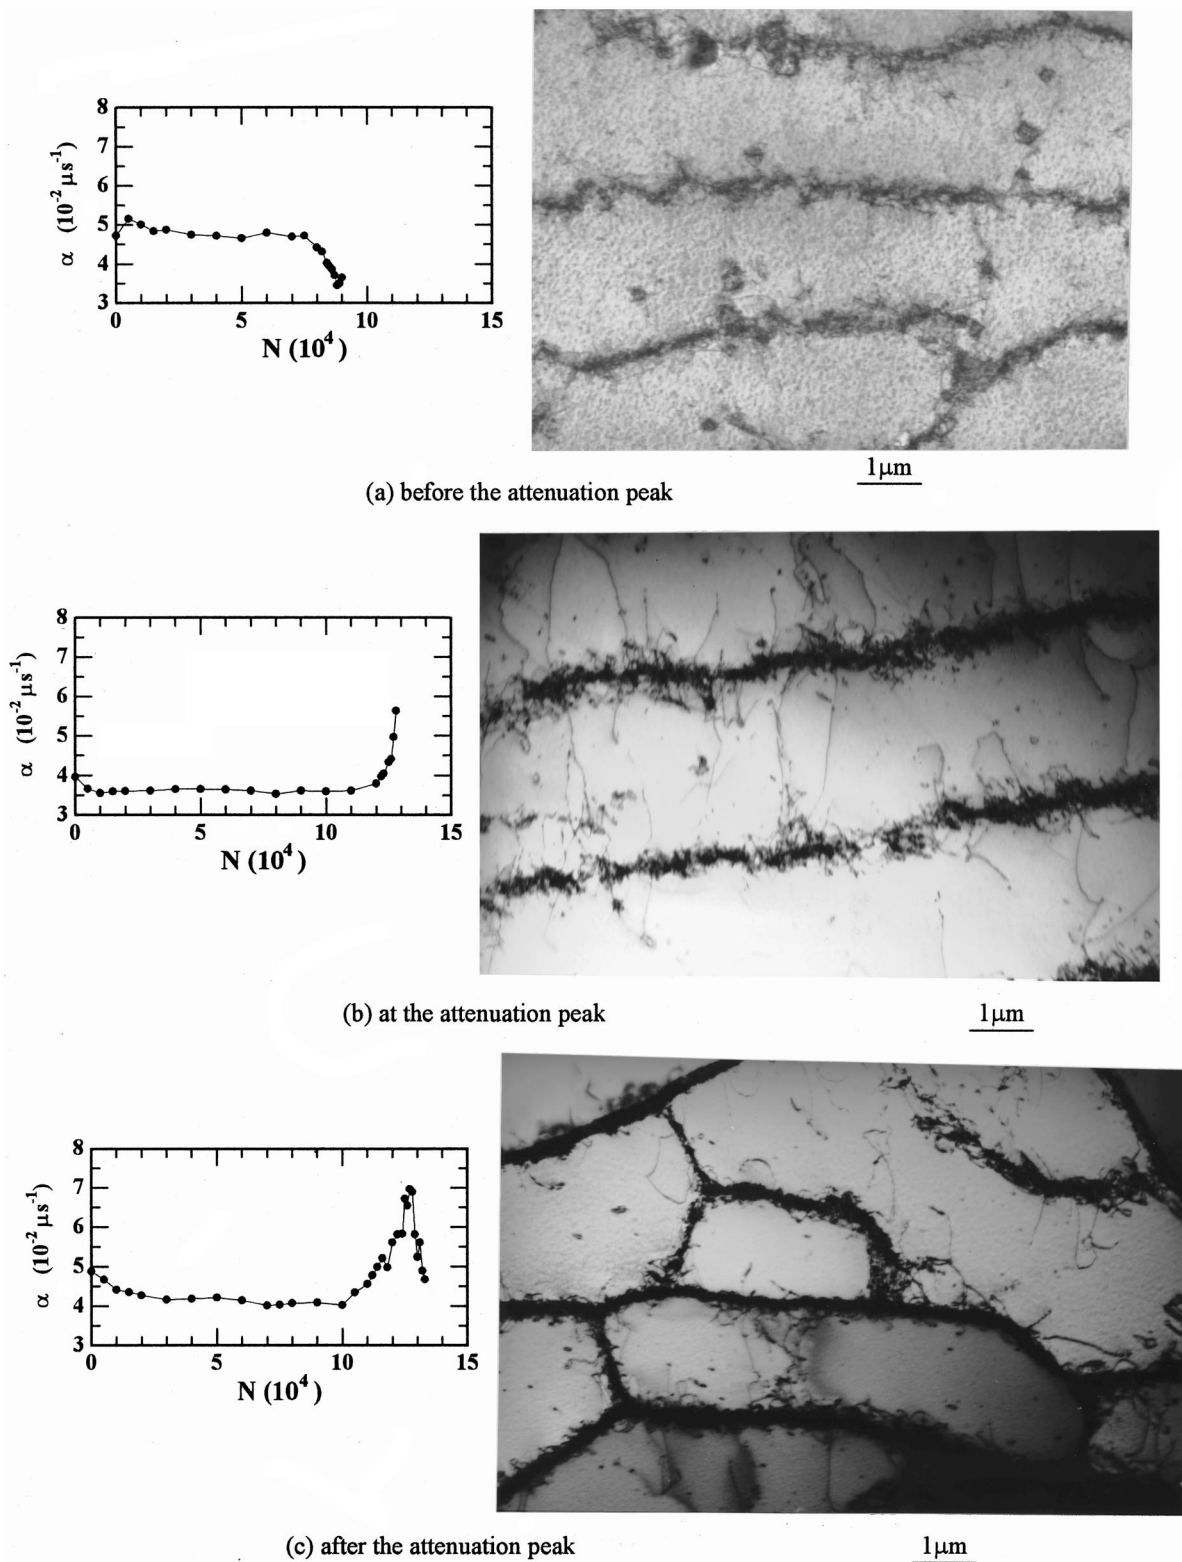 8
7
6
5
4
3
α (10⁻² μs⁻¹)
0 5 10 15
N (10⁴)
1μm
(a) before the attenuation peak
8
7
6
5
4
3
α (10⁻² μs⁻¹)
0 5 10 15
N (10⁴)
(b) at the attenuation peak
1μm
8
7
6
5
4
3
α (10⁻² μs⁻¹)
0 5 10 15
N (10⁴)
(c) after the attenuation peak
1μm